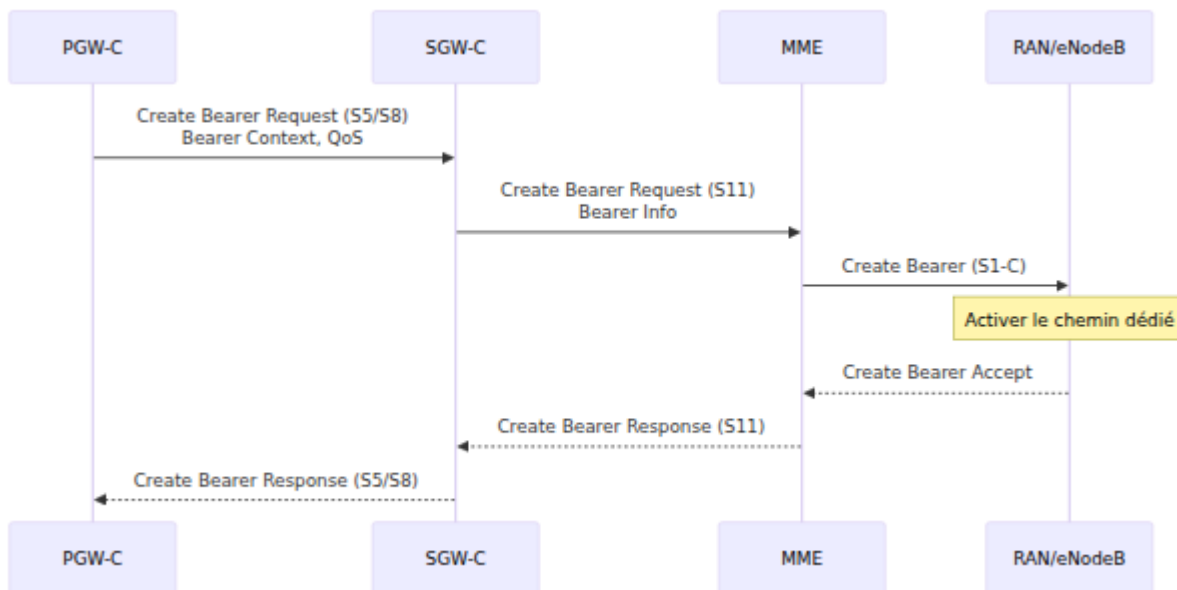 PGW-C
SGW-C
MME
RAN/eNodeB
Create Bearer Request (S5/S8)
Bearer Context, QoS
Create Bearer Request (S11)
Bearer Info
Create Bearer (S1-C)
Activer le chemin dédié
Create Bearer Accept
Create Bearer Response (S11)
Create Bearer Response (S5/S8)
PGW-C
SGW-C
MME
RAN/eNodeB